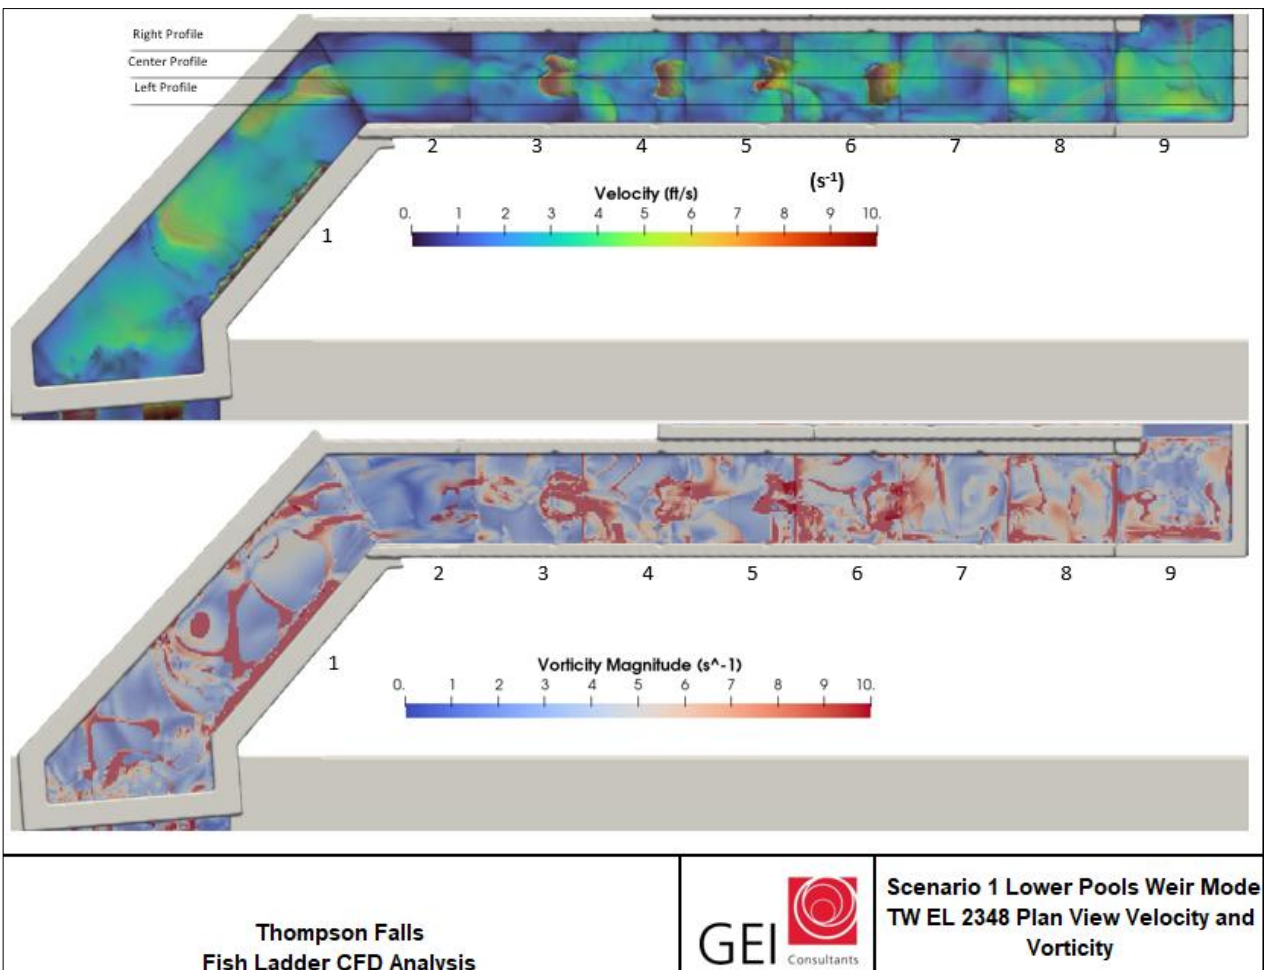 Right Profile
Center Profile
Left Profile
2 3 4 5 6 7 8 9
(s-1)
Velocity (ft/s)
0. 1 2 3 4 5 6 7 8 9 10.
1
2 3 4 5 6 7 8 9
1
Vorticity Magnitude (s^-1)
0. 1 2 3 4 5 6 7 8 9 10.
Thompson Falls
Fish Ladder CFD Analysis
GEI
Consultants
Scenario 1 Lower Pools Weir Mode
TW EL 2348 Plan View Velocity and
Vorticity